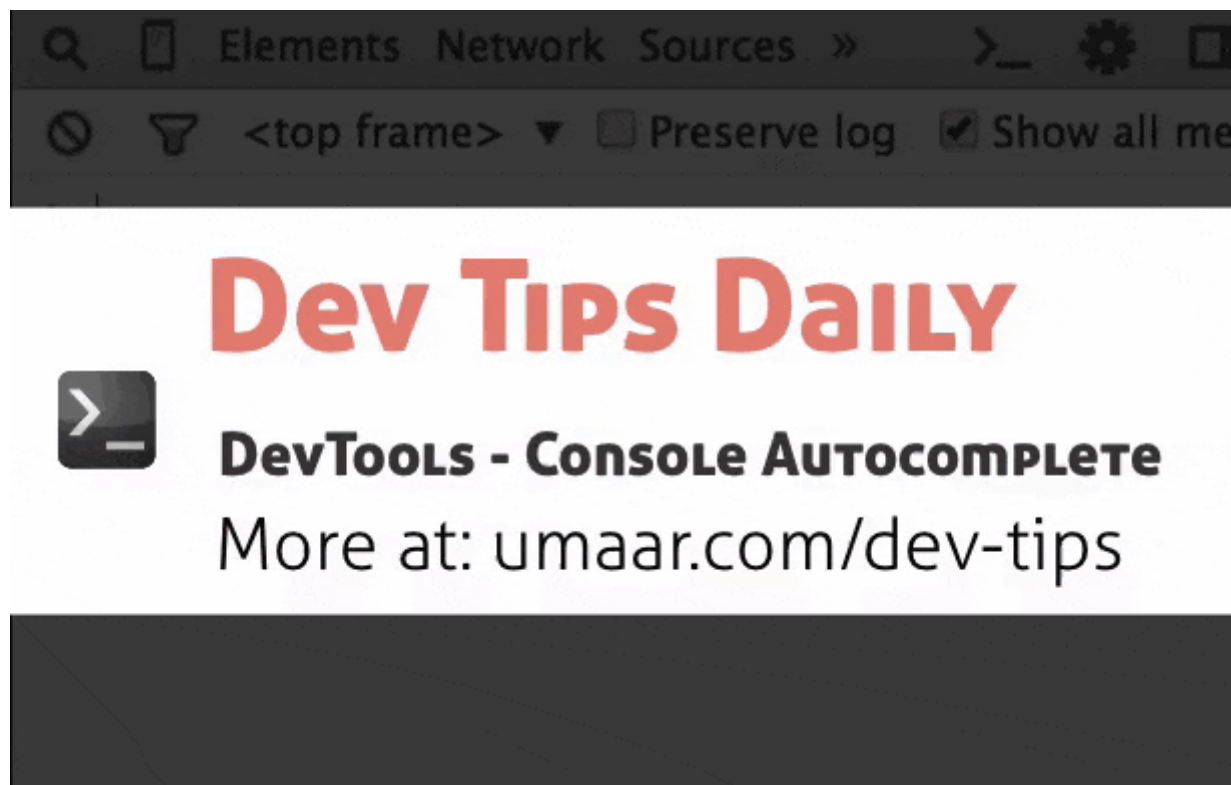 Elements Network Sources »
<top frame> ▼ Preserve log Show all me
Dev Tips Daily
DevTools - Console Autocomplete
More at: umaar.com/dev-tips